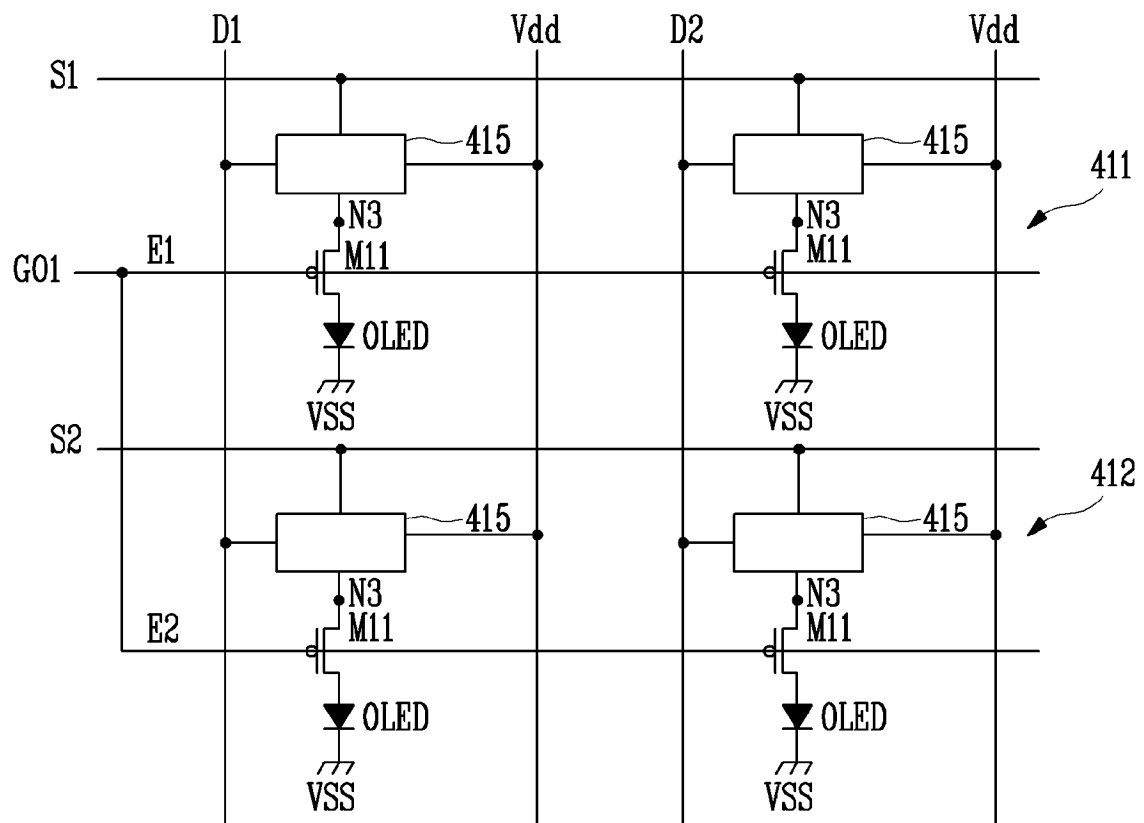 D1 Vdd D2 Vdd
S1
415 415
411
N3 N3
E1 M11 M11
GO1
OLED OLED
VSS VSS
S2
412
415 415
N3 N3
E2 M11 M11
OLED OLED
VSS VSS